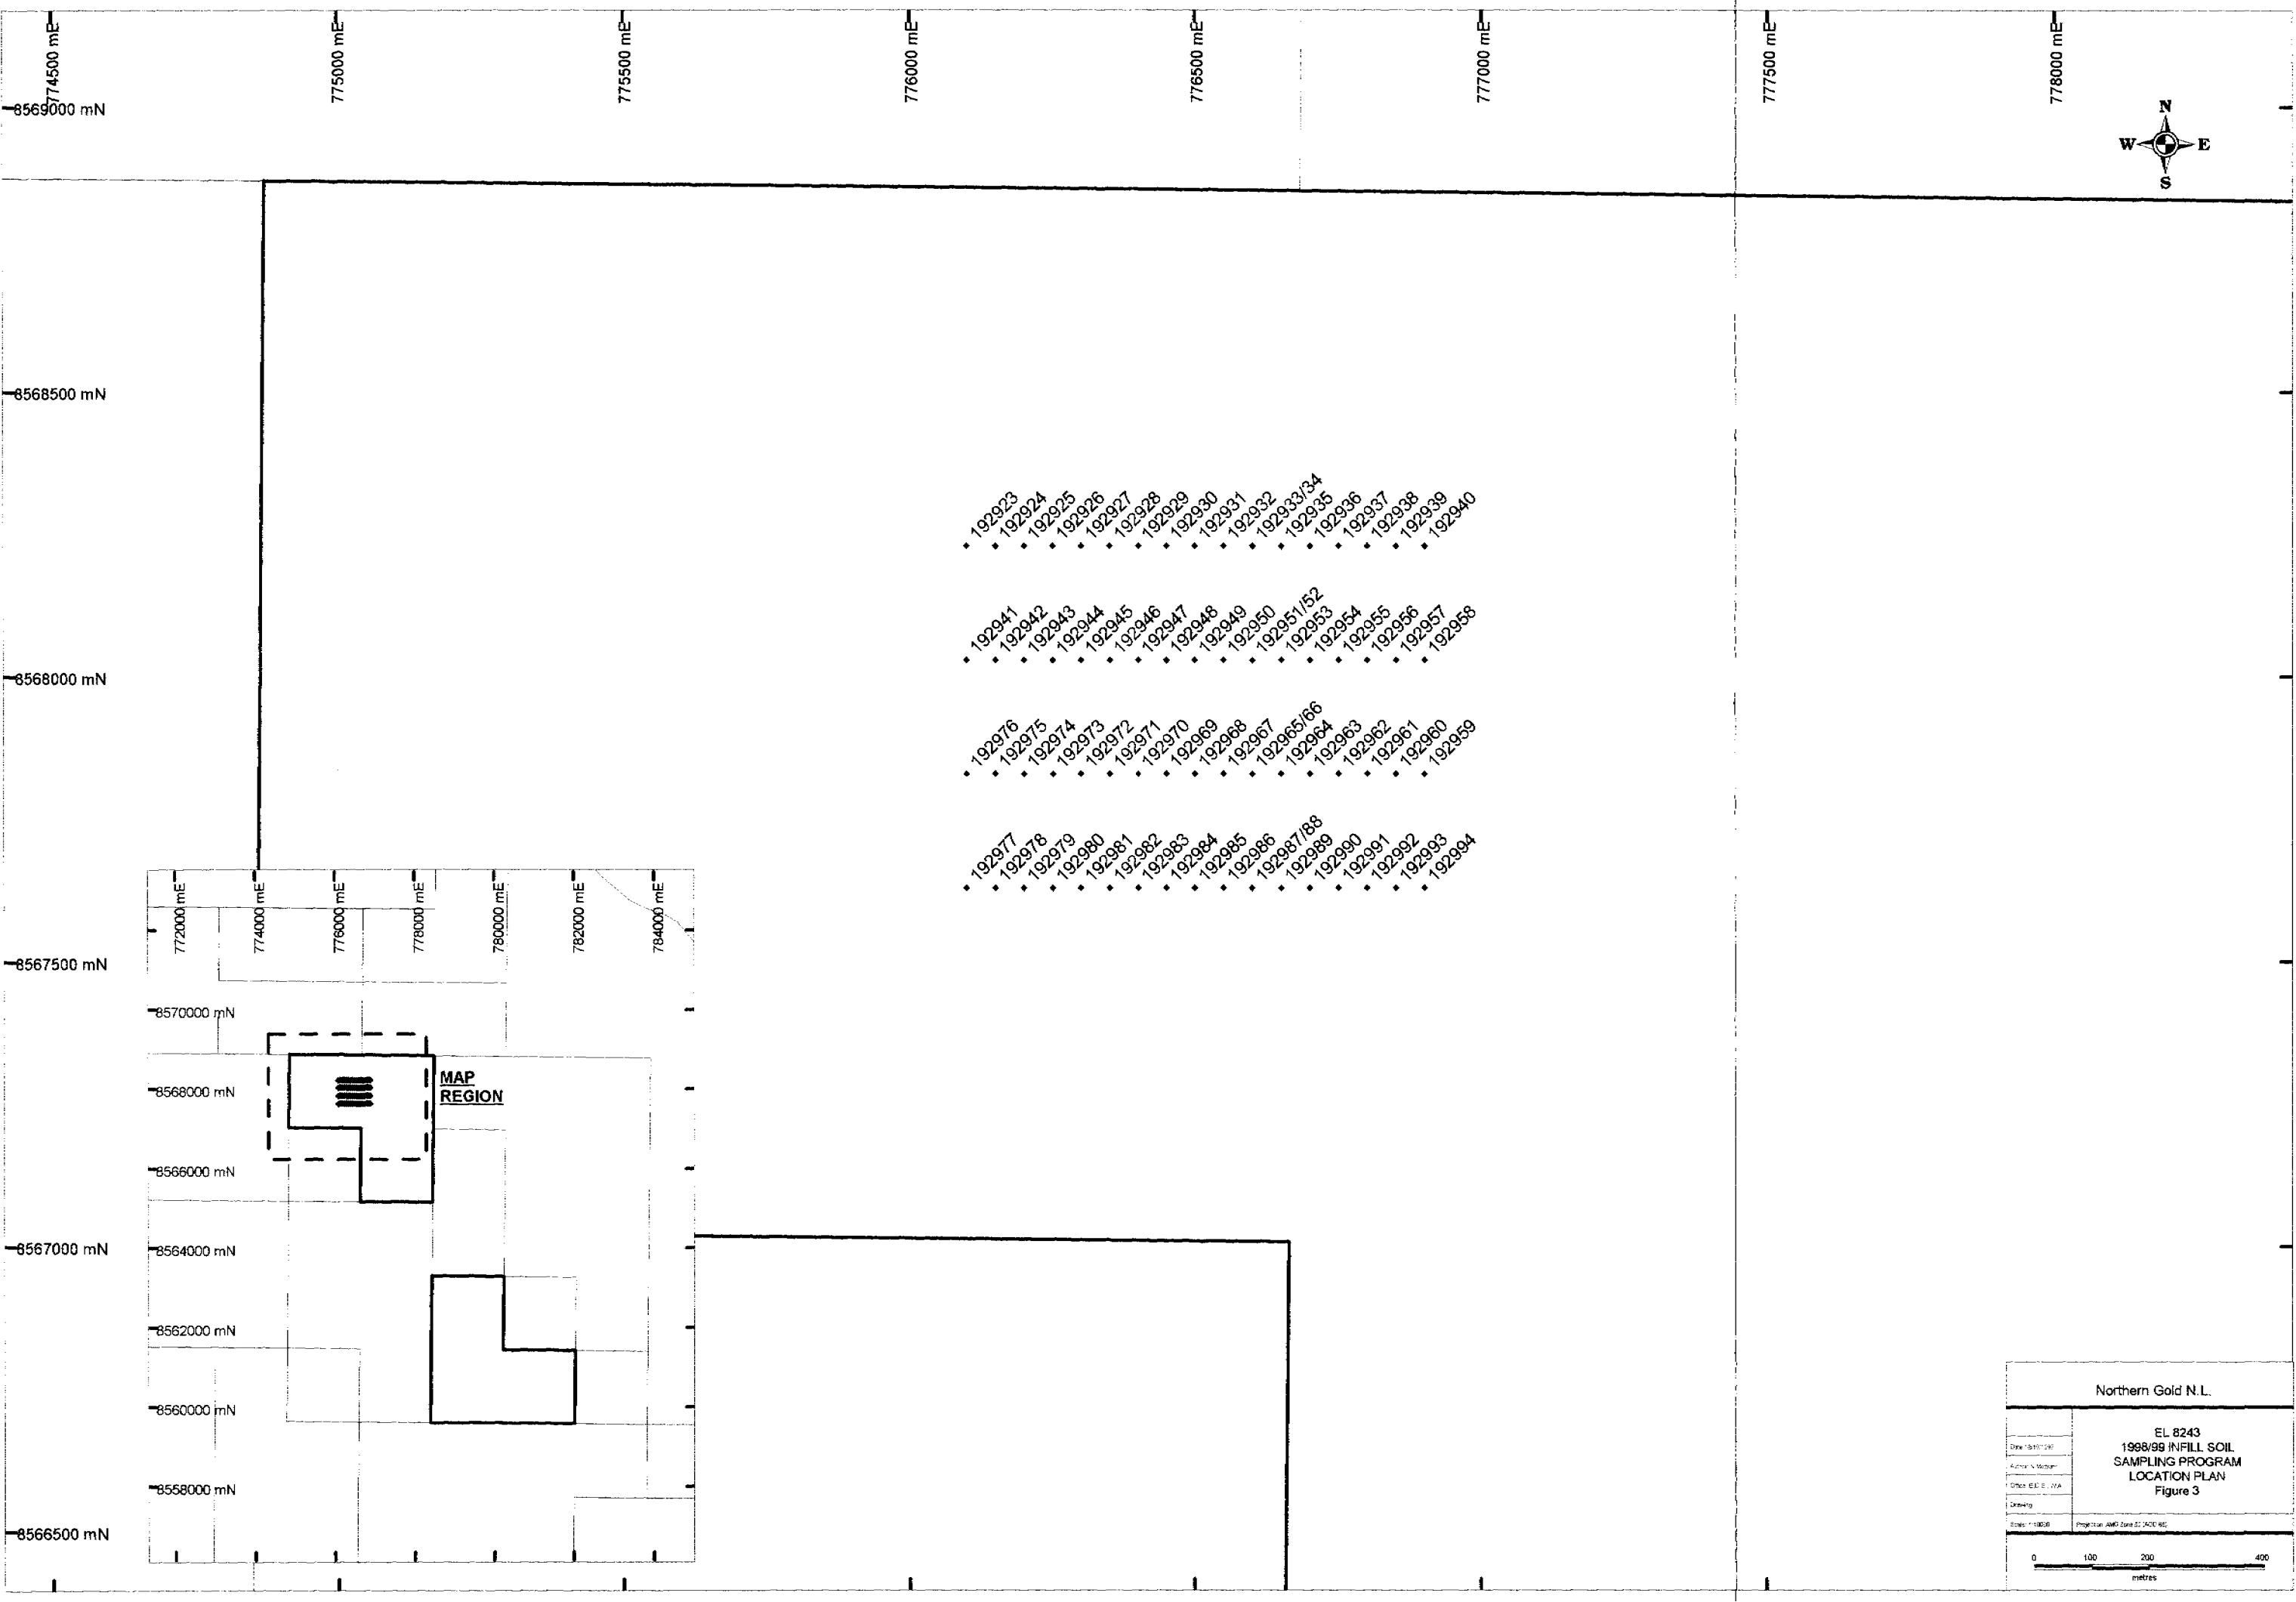 774500 mE
775000 mE
775500 mE
776000 mE
776500 mE
777000 mE
777500 mE
778000 mE
8569000 mN
N
W E
S
8568500 mN
192923 192924 192925 192926 192927 192928 192929 192930 192931 192932 192933/34 192935 192936 192937 192938 192939 192940
192941 192942 192943 192944 192945 192946 192947 192948 192949 192950 192951/52 192953 192954 192955 192956 192957 192958
8568000 mN
192976 192975 192974 192973 192972 192971 192970 192969 192968 192967 192965/66 192964 192963 192962 192961 192960 192959
192977 192978 192979 192980 192981 192982 192983 192984 192985 192986 192987/88 192989 192990 192991 192992 192993 192994
8567500 mN
8567000 mN
8566500 mN
772000 mE
774000 mE
776000 mE
778000 mE
780000 mE
782000 mE
784000 mE
8570000 mN
8568000 mN
8566000 mN
8564000 mN
8562000 mN
8560000 mN
8558000 mN
MAP
REGION
Northern Gold N.L.
EL 8243
1998/99 INFILL SOIL
SAMPLING PROGRAM
LOCATION PLAN
Figure 3
Drawing
0 100 200 400
metres